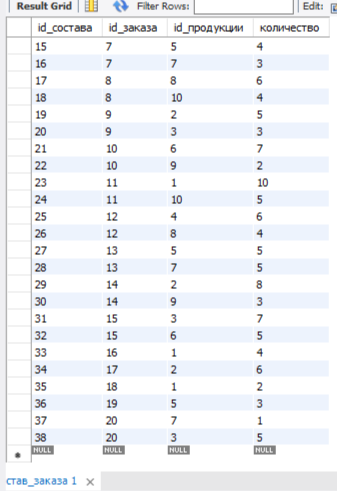 Result Grid Filter Rows: Edit:
id_состава id_заказа id_продукции количество
15 7 5 4
16 7 7 3
17 8 8 6
18 8 10 4
19 9 2 5
20 9 3 3
21 10 6 7
22 10 9 2
23 11 1 10
24 11 10 5
25 12 4 6
26 12 8 4
27 13 5 5
28 13 7 5
29 14 2 8
30 14 9 3
31 15 3 7
32 15 6 5
33 16 1 4
34 17 2 6
35 18 1 2
36 19 5 3
37 20 7 1
38 20 3 5
NULL NULL NULL NULL
став_заказа 1